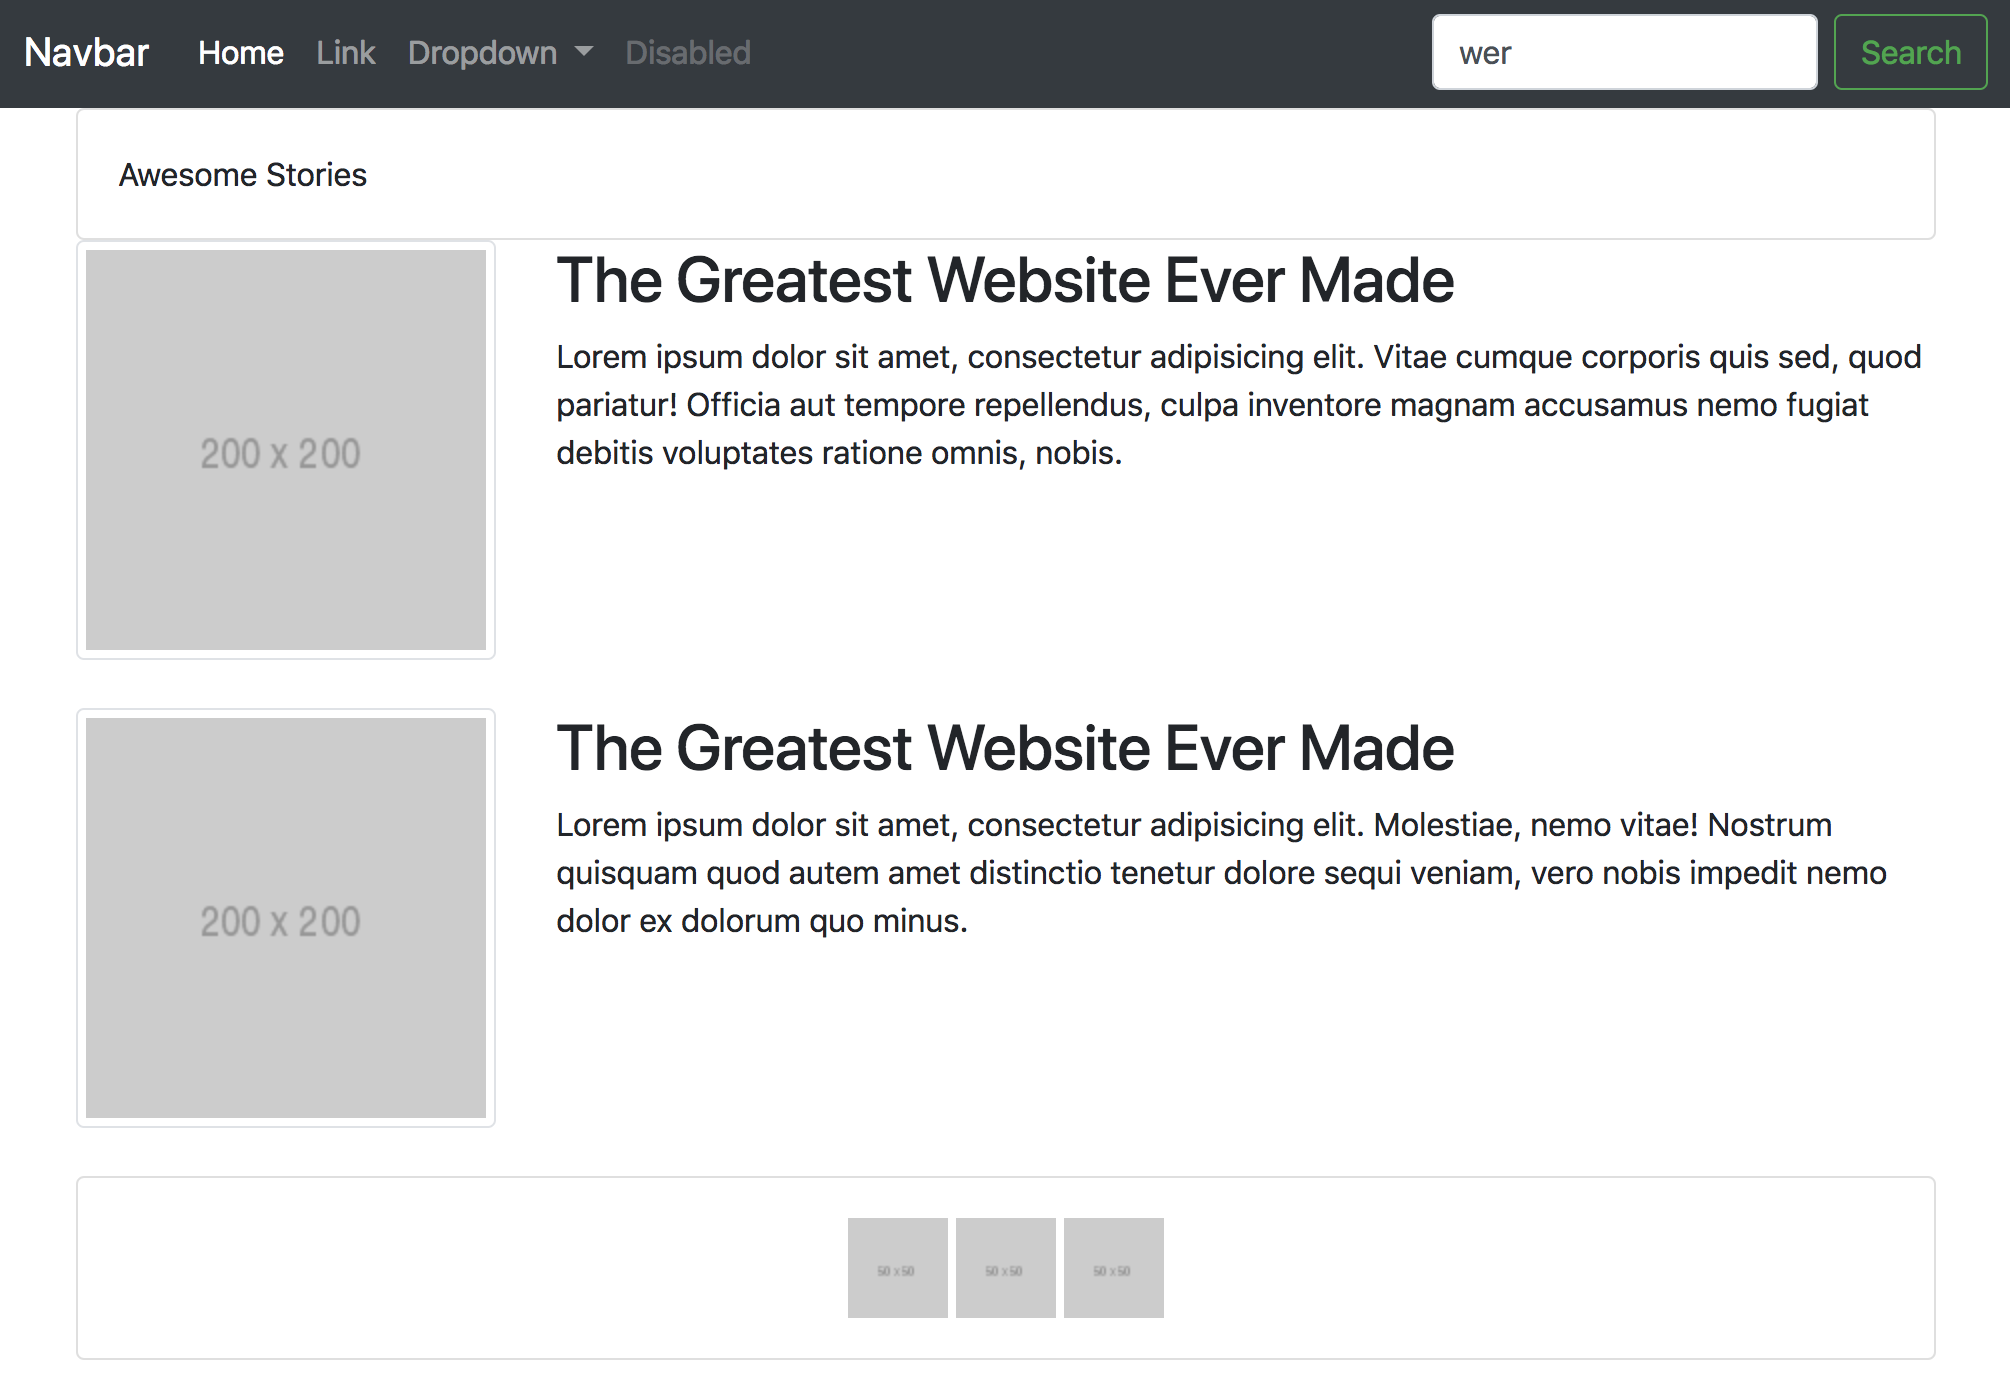 Navbar Home Link Dropdown Disabled wer Search
Awesome Stories
200 x 200
The Greatest Website Ever Made
Lorem ipsum dolor sit amet, consectetur adipisicing elit. Vitae cumque corporis quis sed, quod
pariatur! Officia aut tempore repellendus, culpa inventore magnam accusamus nemo fugiat
debitis voluptates ratione omnis, nobis.
200 x 200
The Greatest Website Ever Made
Lorem ipsum dolor sit amet, consectetur adipisicing elit. Molestiae, nemo vitae! Nostrum
quisquam quod autem amet distinctio tenetur dolore sequi veniam, vero nobis impedit nemo
dolor ex dolorum quo minus.
50 x 50 50 x 50 50 x 50